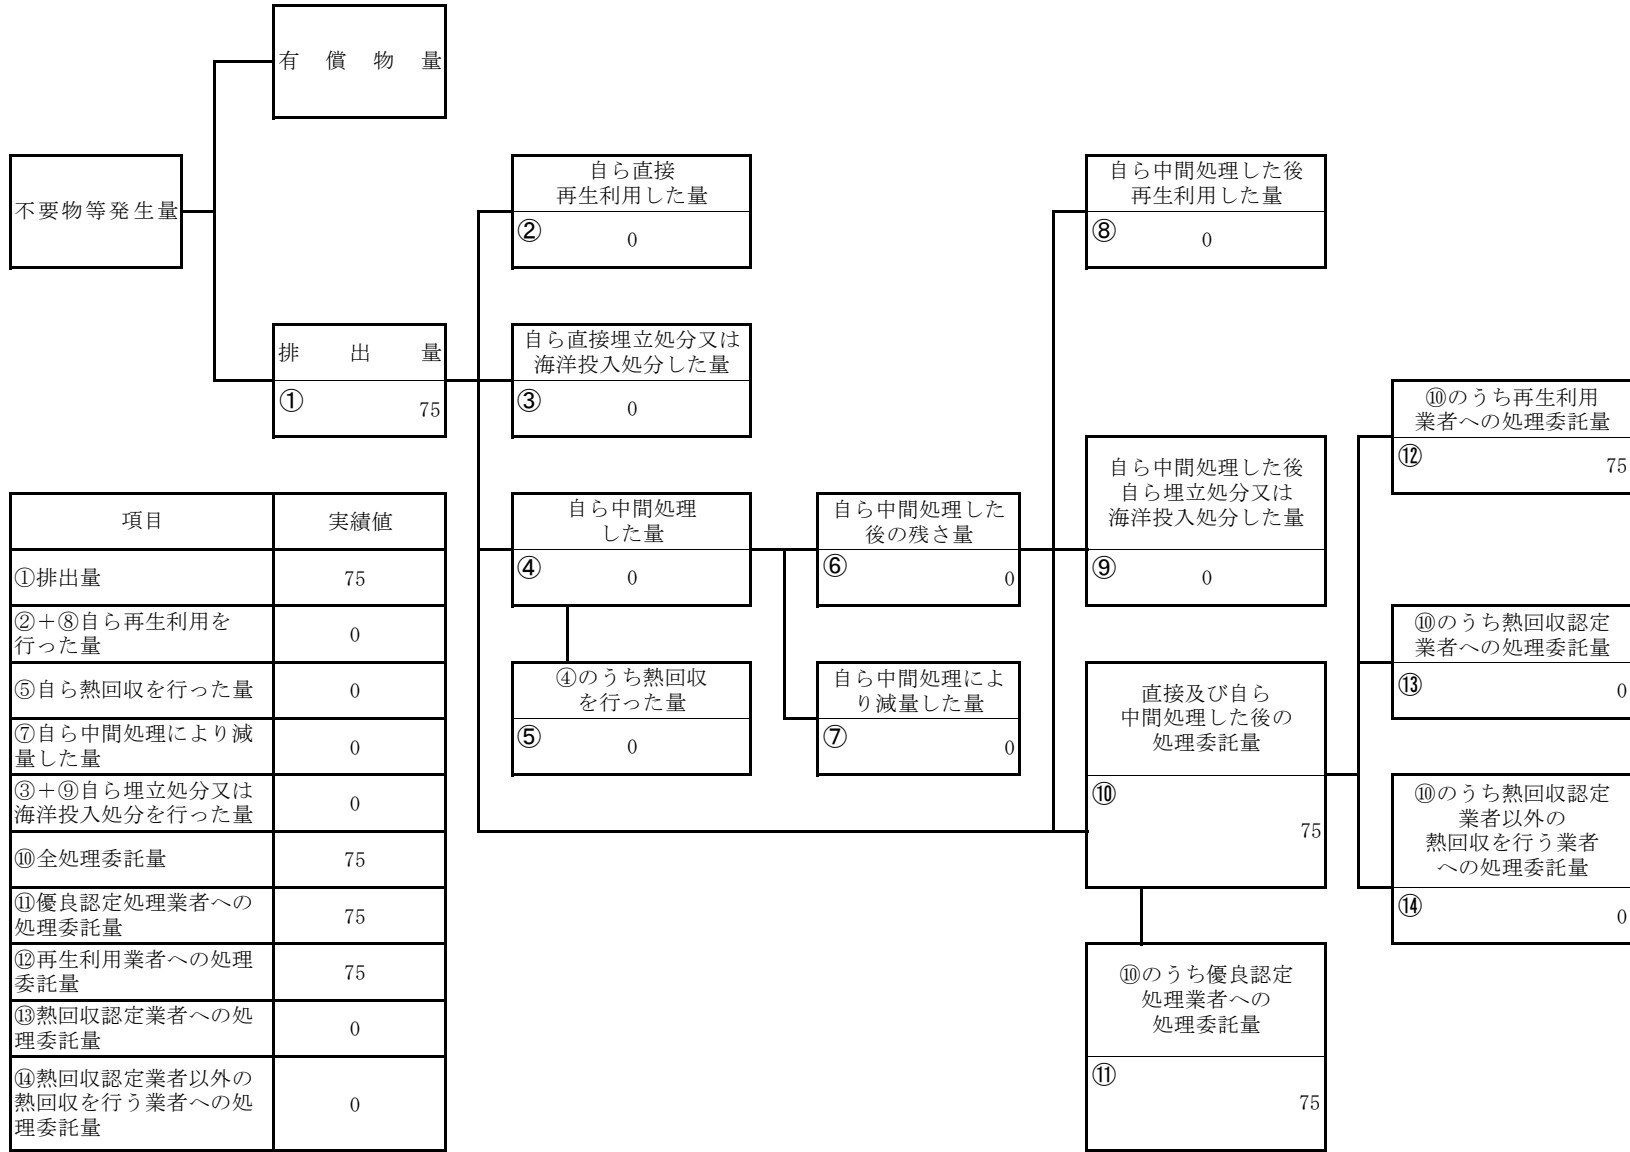 有償物量
不要物等発生量
排出量
①
75
自ら直接
再生利用した量
②
0
自ら直接埋立処分又は
海洋投入処分した量
③
0
自ら中間処理
した量
④
0
④のうち熱回収
を行った量
⑤
0
自ら中間処理した
後の残さ量
⑥
0
自ら中間処理によ
り減量した量
⑦
0
自ら中間処理した後
再生利用した量
⑧
0
自ら中間処理した後
自ら埋立処分又は
海洋投入処分した量
⑨
0
直接及び自ら
中間処理した後の
処理委託量
⑩
75
⑩のうち優良認定
処理業者への
処理委託量
⑪
75
⑩のうち再生利用
業者への処理委託量
⑫
75
⑩のうち熱回収認定
業者への処理委託量
⑬
0
⑩のうち熱回収認定
業者以外の
熱回収を行う業者
への処理委託量
⑭
0
項目 実績値
①排出量 75
②＋⑧自ら再生利用を
行った量
0
⑤自ら熱回収を行った量 0
⑦自ら中間処理により減
量した量
0
③＋⑨自ら埋立処分又は
海洋投入処分を行った量
0
⑩全処理委託量 75
⑪優良認定処理業者への
処理委託量
75
⑫再生利用業者への処理
委託量
75
⑬熱回収認定業者への処
理委託量
0
⑭熱回収認定業者以外の
熱回収を行う業者への処
理委託量
0